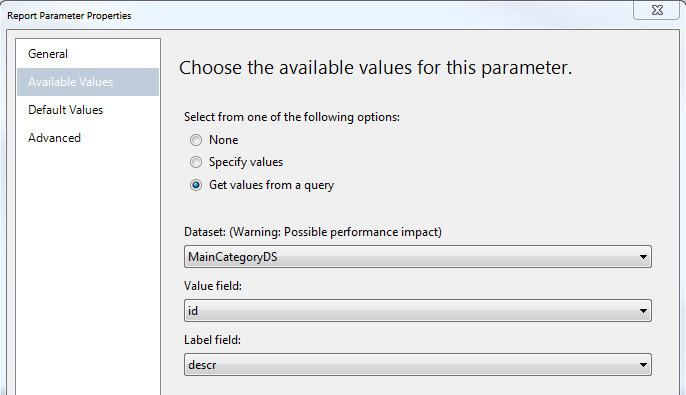 Report Parameter Properties
General
Available Values
Default Values
Advanced
Choose the available values for this parameter.
Select from one of the following options:
None
Specify values
Get values from a query
Dataset: (Warning: Possible performance impact)
MainCategoryDS
Value field:
id
Label field:
descr